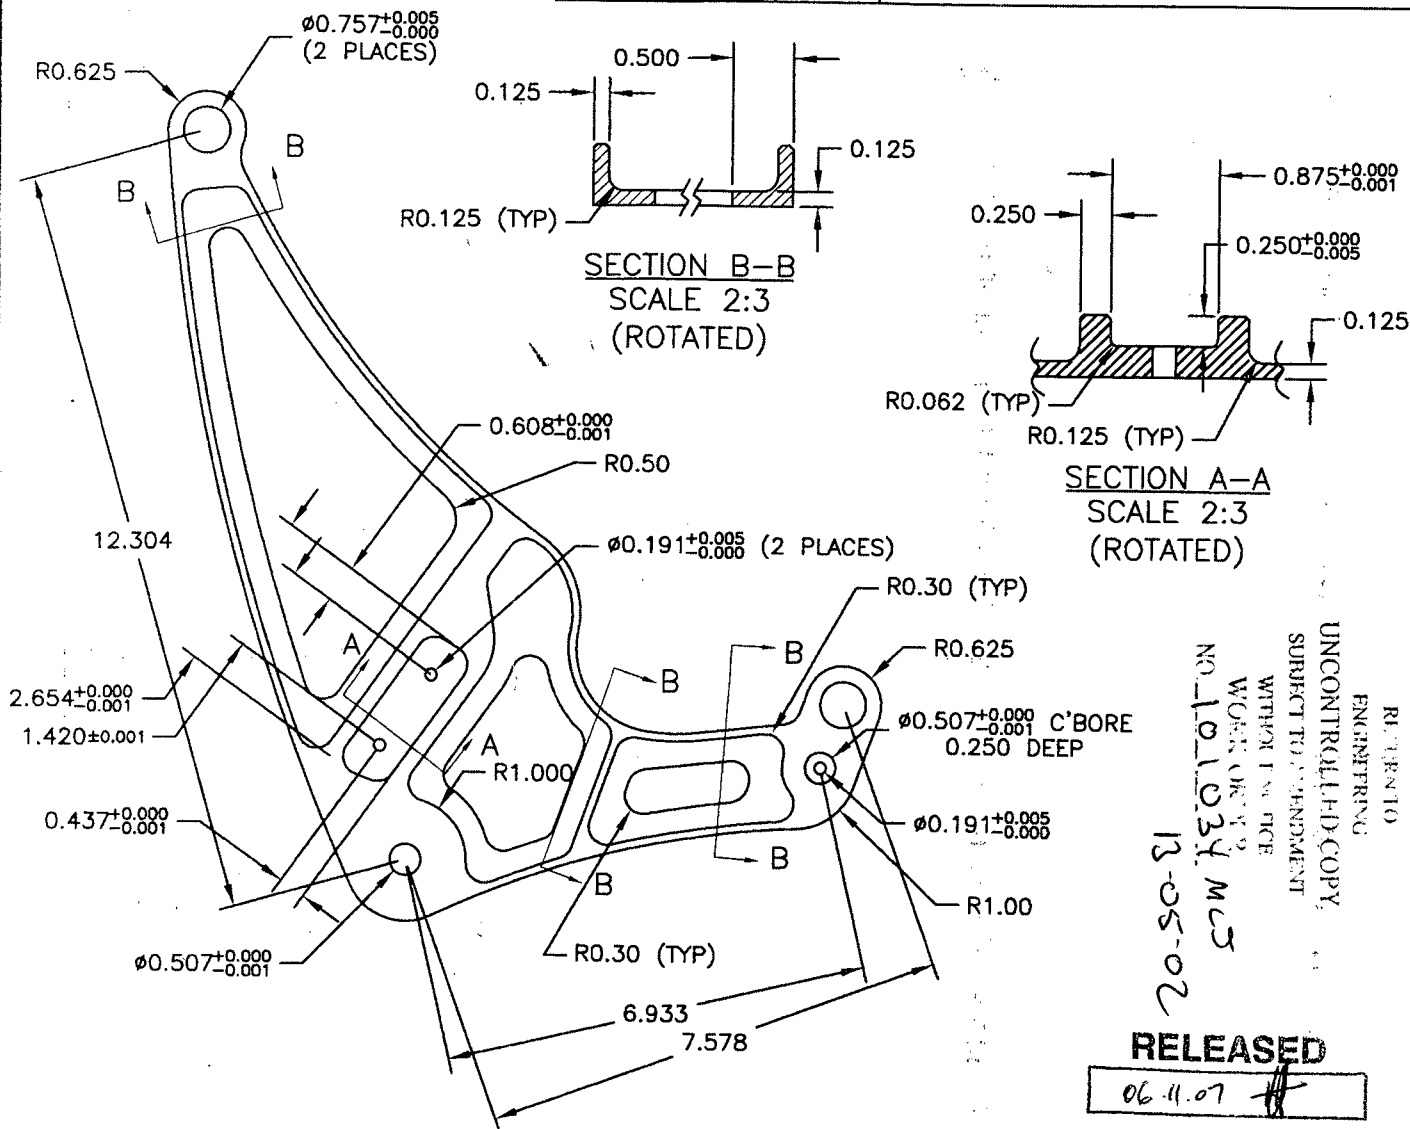 ø0.757+0.005 -0.000
(2 PLACES)
R0.625
B
B
12.304
0.500
0.125
0.125
R0.125 (TYP)
SECTION B-B
SCALE 2:3
(ROTATED)
0.875+0.000 -0.001
0.250
0.250+0.000 -0.005
0.125
R0.062 (TYP)
R0.125 (TYP)
SECTION A-A
SCALE 2:3
(ROTATED)
0.608+0.000 -0.001
R0.50
ø0.191+0.005 -0.000 (2 PLACES)
R0.30 (TYP)
R0.625
A
A
B
B
B
B
2.654+0.000 -0.001
1.420±0.001
R1.000
ø0.507+0.000 -0.001 C'BORE
0.250 DEEP
0.437+0.000 -0.001
ø0.191+0.005 -0.000
R1.00
ø0.507+0.000 -0.001
R0.30 (TYP)
6.933
7.578
ENGINEERING
UNCONTROLLED COPY
SUBJECT TO
WITHOUT
WORK
NO.
13-05-02
RELEASED
06.11.07